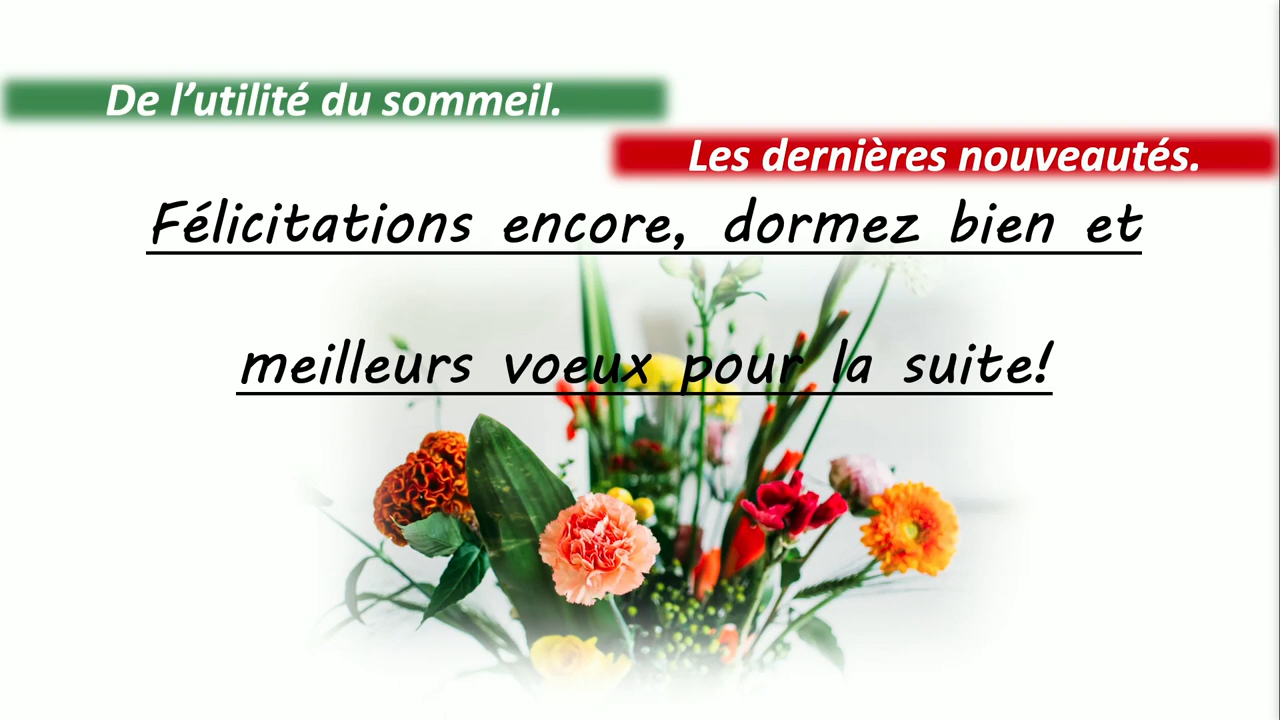 De l’utilité du sommeil.
Les dernières nouveautés.
Félicitations encore, dormez bien et
meilleurs voeux pour la suite!